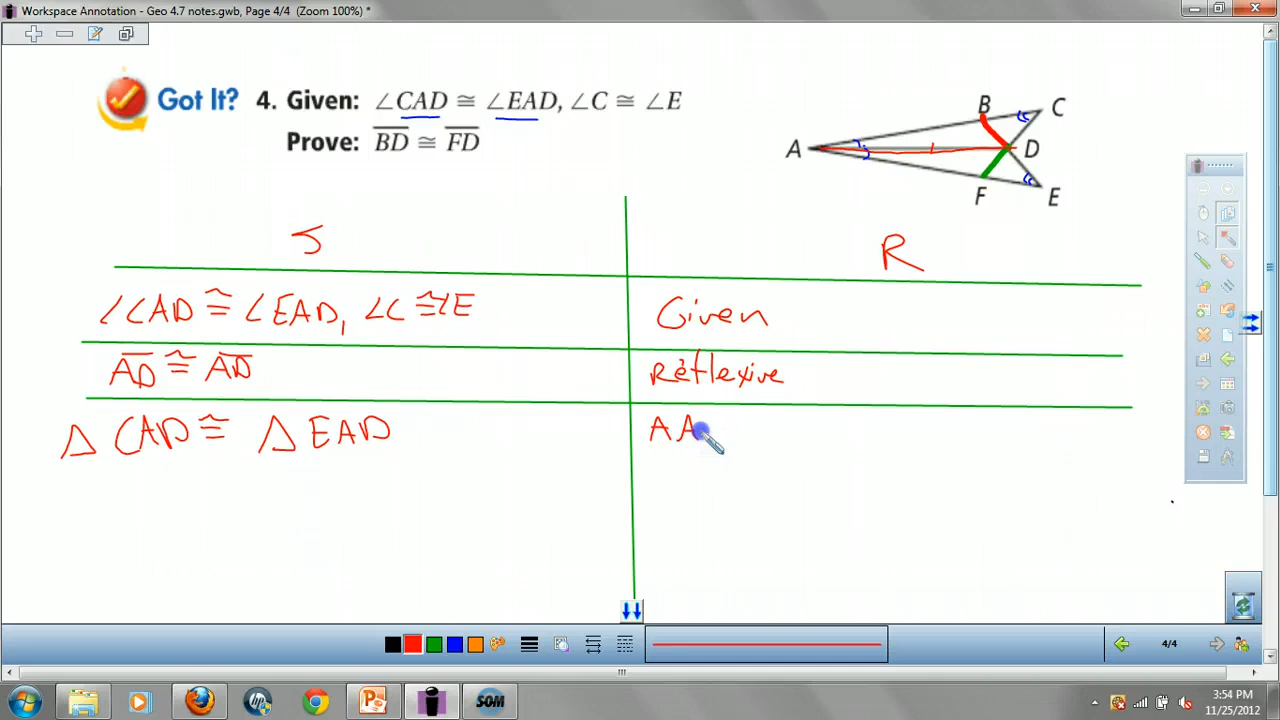 Workspace Annotation - Geo 4.7 notes.gwb, Page 4/4 (Zoom 100%) *
Got It? 4. Given: ∠CAD ≅ ∠EAD, ∠C ≅ ∠E
Prove: BD ≅ FD
B
C
A
D
F
E
S
R
∠CAD ≅ ∠EAD, ∠C ≅ ∠E
Given
AD ≅ AD
Reflexive
△ CAD ≅ △ EAD
AA
4/4
hp
SOM
3:54 PM
11/25/2012